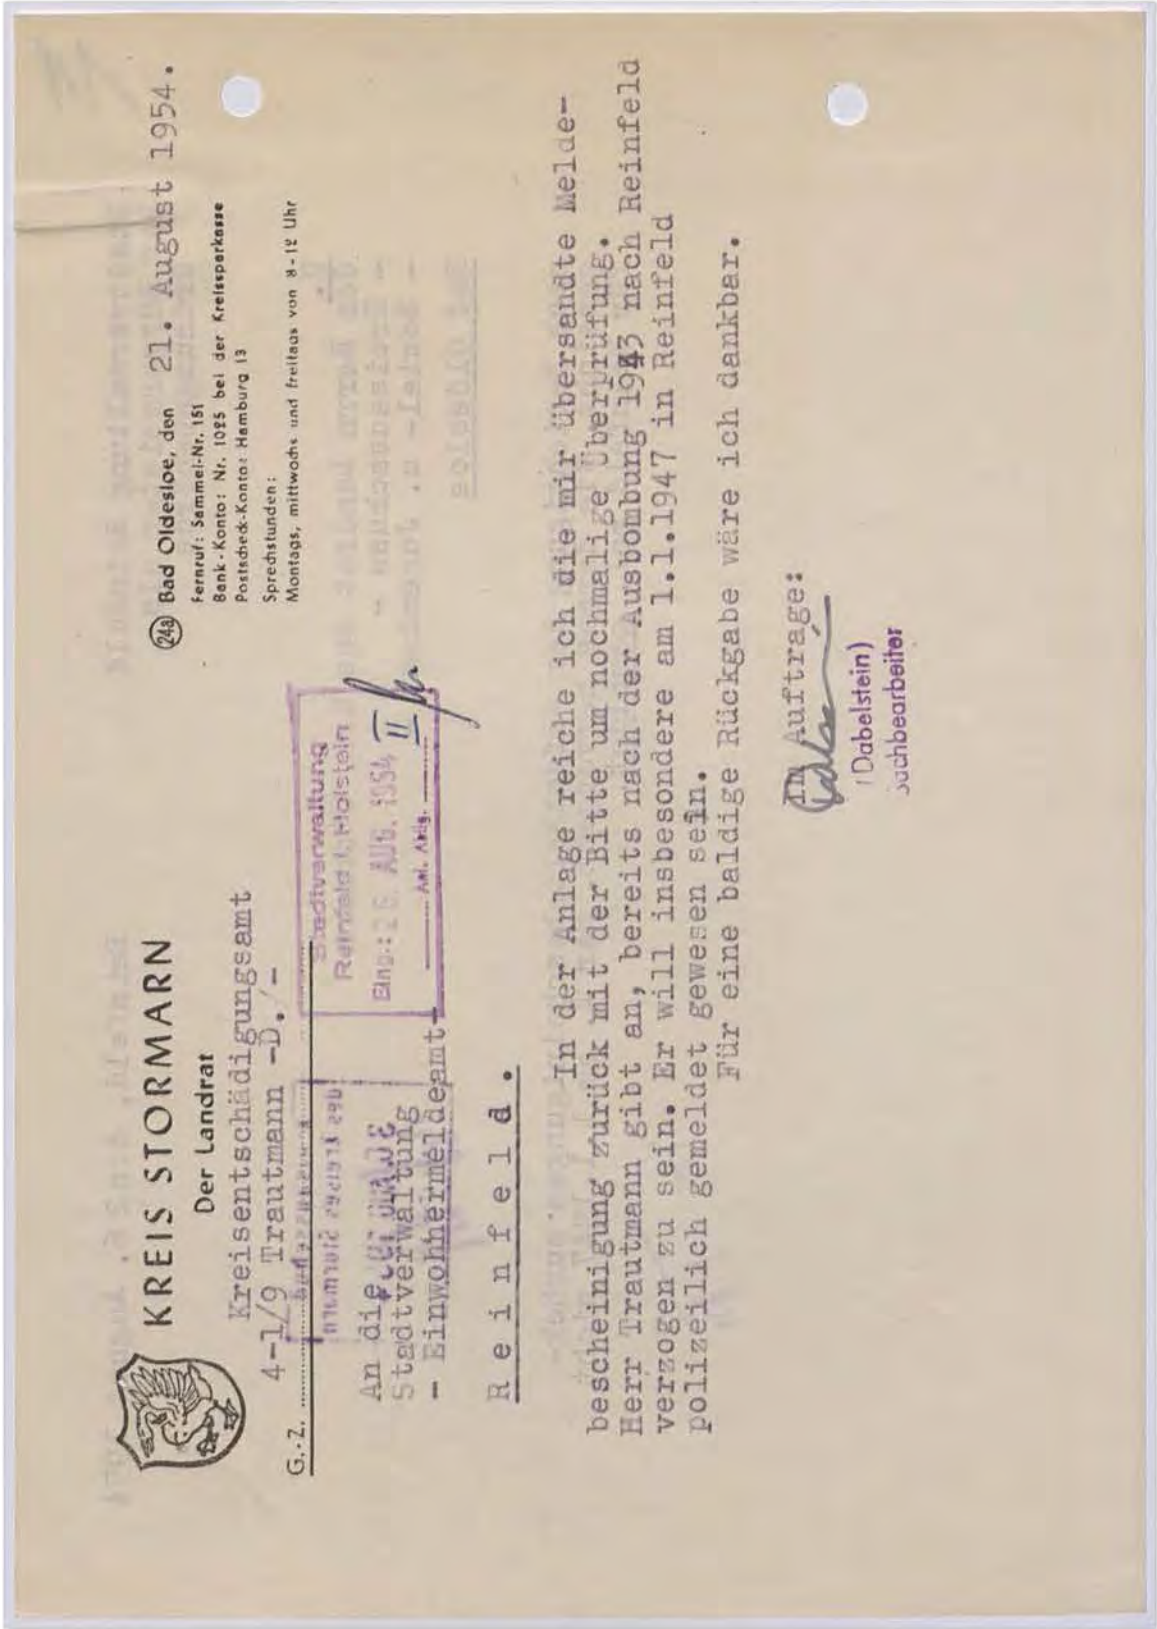 KREIS STORMARN
Der Landrat
Kreisentschädigungsamt
4-1/9 Trautmann -D./-
G.-Z.
(24a) Bad Oldesloe, den 21. August 1954.
Fernruf: Sammel-Nr. 151
Bank-Konto: Nr. 1025 bei der Kreissparkasse
Postscheck-Konto: Hamburg 13
Sprechstunden:
Montags, mittwochs und freitags von 8-12 Uhr
Stadtverwaltung
Reinfeld i. Holstein
Eing.: 26. AUG. 1954
II
Anl. Abtlg.
An die
Stadtverwaltung
- Einwohnermeldeamt-
R e i n f e l d .
In der Anlage reiche ich die mir übersandte Melde-
bescheinigung zurück mit der Bitte um nochmalige Überprüfung.
Herr Trautmann gibt an, bereits nach der Ausbombung 1943 nach Reinfeld
verzogen zu sein. Er will insbesondere am 1.1.1947 in Reinfeld
polizeilich gemeldet gewesen sein.
Für eine baldige Rückgabe wäre ich dankbar.
Im Auftrage:
(Dabelstein)
Sachbearbeiter